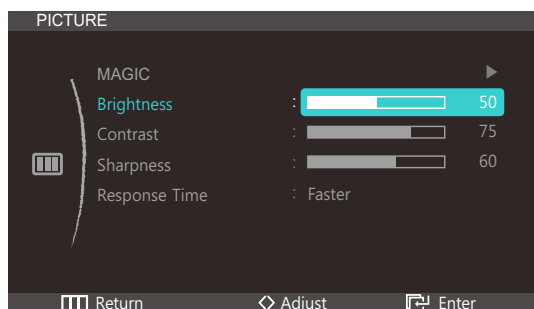 PICTURE
MAGIC
Brightness : 50
Contrast : 75
Sharpness : 60
Response Time : Faster
Return Adjust Enter